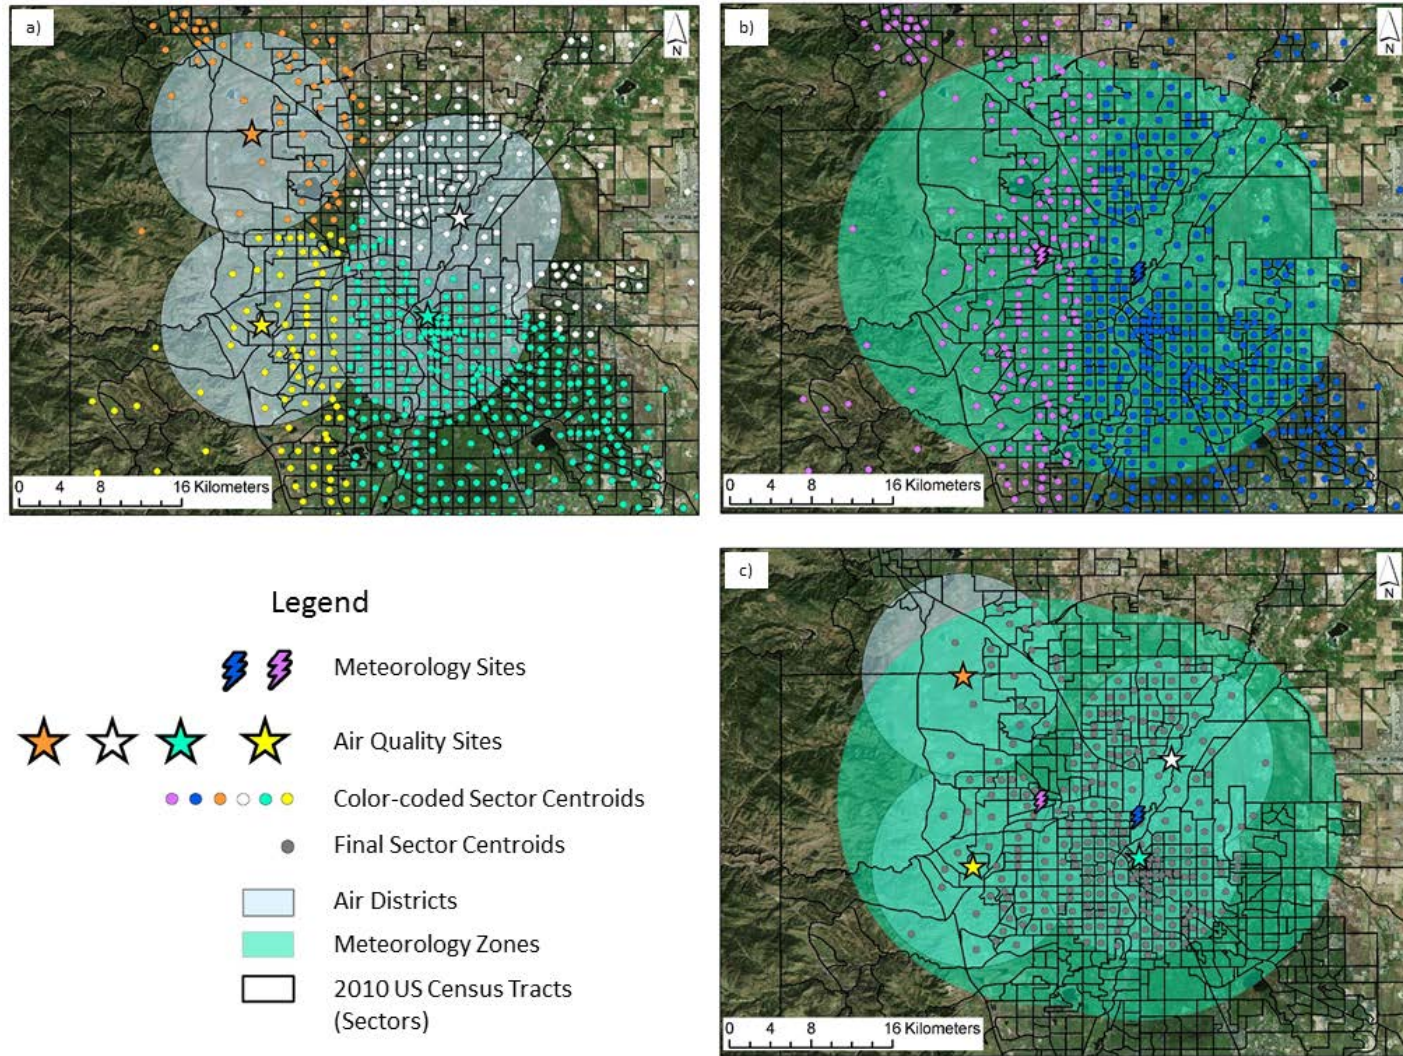 a)
N
0 4 8 16 Kilometers
b)
N
0 4 8 16 Kilometers
Legend
Meteorology Sites
Air Quality Sites
Color-coded Sector Centroids
Final Sector Centroids
Air Districts
Meteorology Zones
2010 US Census Tracts
(Sectors)
c)
N
0 4 8 16 Kilometers